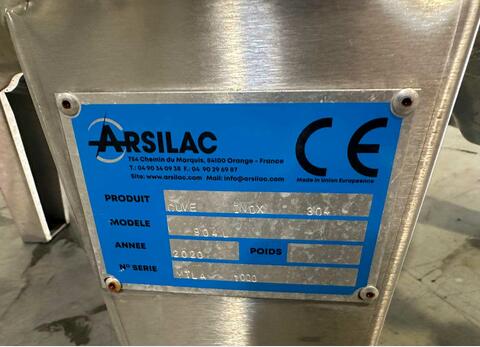 ARSILAC
754 Chemin du Marquis, 84100 Orange - France
T.: 04 90 34 09 38 F.: 04 90 29 69 87
Site: www.arsilac.com Mail: info@arsilac.com
CE
Made in Union Europeence
PRODUIT CUVE INOX 304
MODELE 304L
ANNEE 2020 POIDS
N° SERIE 1000